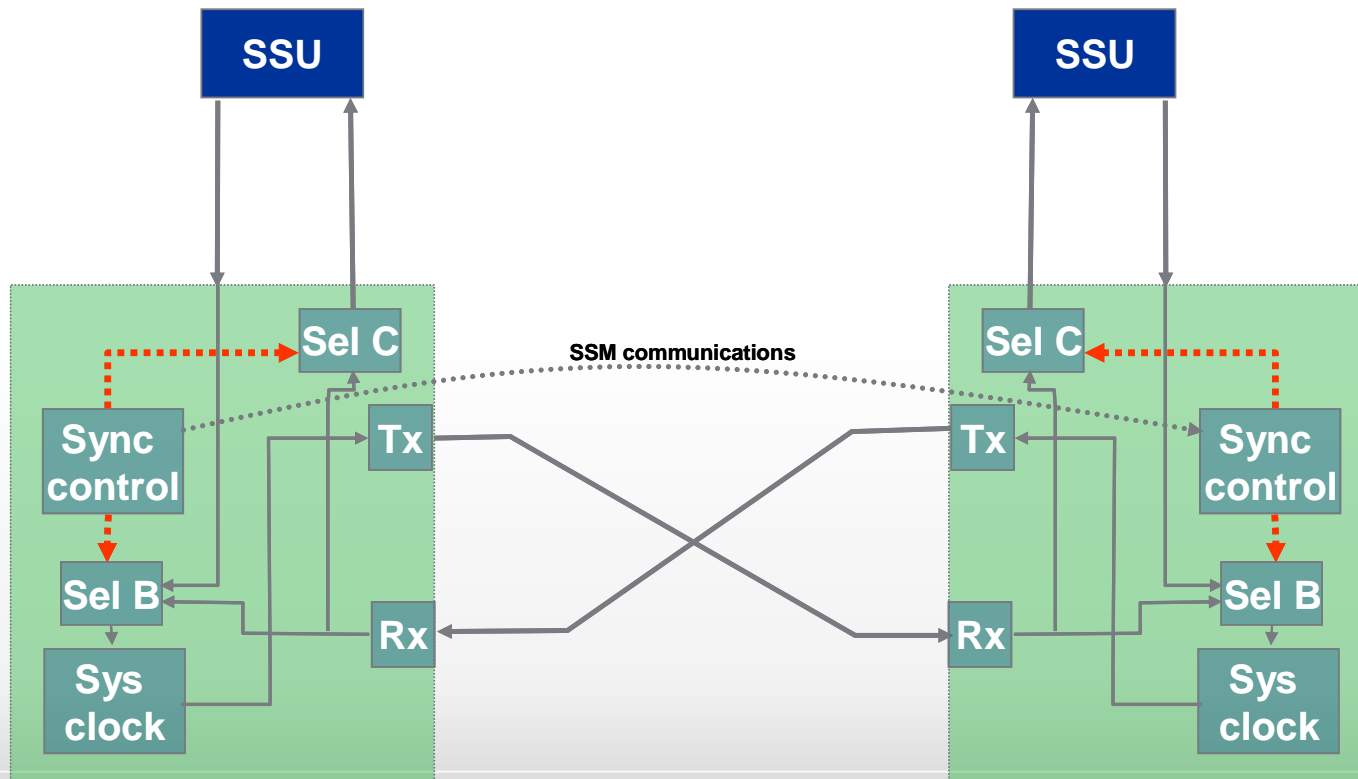 SSU
SSU
Sel C
Sel C
SSM communications
Sync
control
Tx
Tx
Sync
control
Sel B
Sel B
Rx
Rx
Sys
clock
Sys
clock